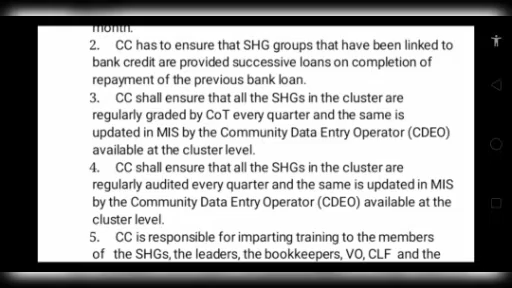 month.
2. CC has to ensure that SHG groups that have been linked to
bank credit are provided successive loans on completion of
repayment of the previous bank loan.
3. CC shall ensure that all the SHGs in the cluster are
regularly graded by CoT every quarter and the same is
updated in MIS by the Community Data Entry Operator (CDEO)
available at the cluster level.
4. CC shall ensure that all the SHGs in the cluster are
regularly audited every quarter and the same is updated in MIS
by the Community Data Entry Operator (CDEO) available at the
cluster level.
5. CC is responsible for imparting training to the members
of the SHGs, the leaders, the bookkeepers, VO, CLF and the